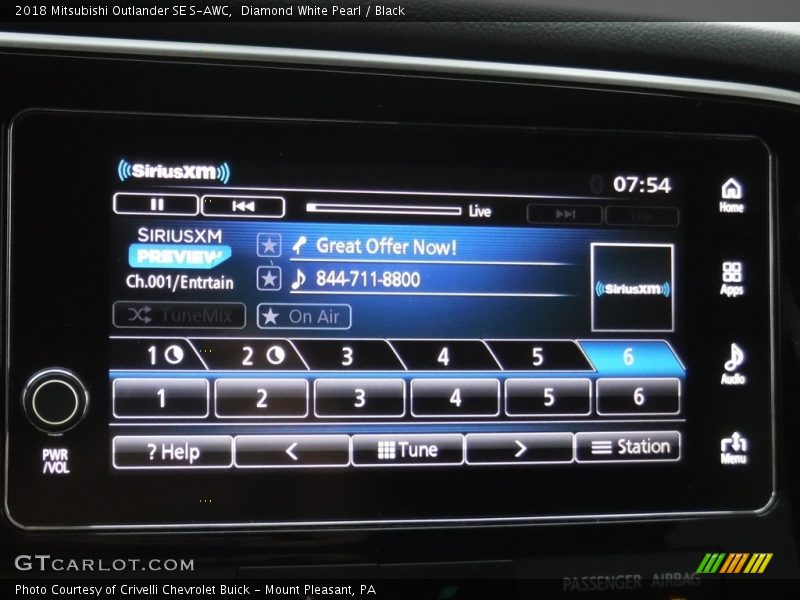 2018 Mitsubishi Outlander SE S-AWC,  Diamond White Pearl / Black
SiriusXM
07:54
Home
Live
Live
SIRIUSXM
PREVIEW
Great Offer Now!
Ch.001/Entrtain
844-711-8800
SiriusXM
Apps
TuneMix
On Air
1 2 3 4 5 6
Audio
1 2 3 4 5 6
PWR
/VOL
? Help < Tune > Station
Menu
GTCARLOT.COM
PASSENGER AIRBAG
Photo Courtesy of Crivelli Chevrolet Buick - Mount Pleasant, PA